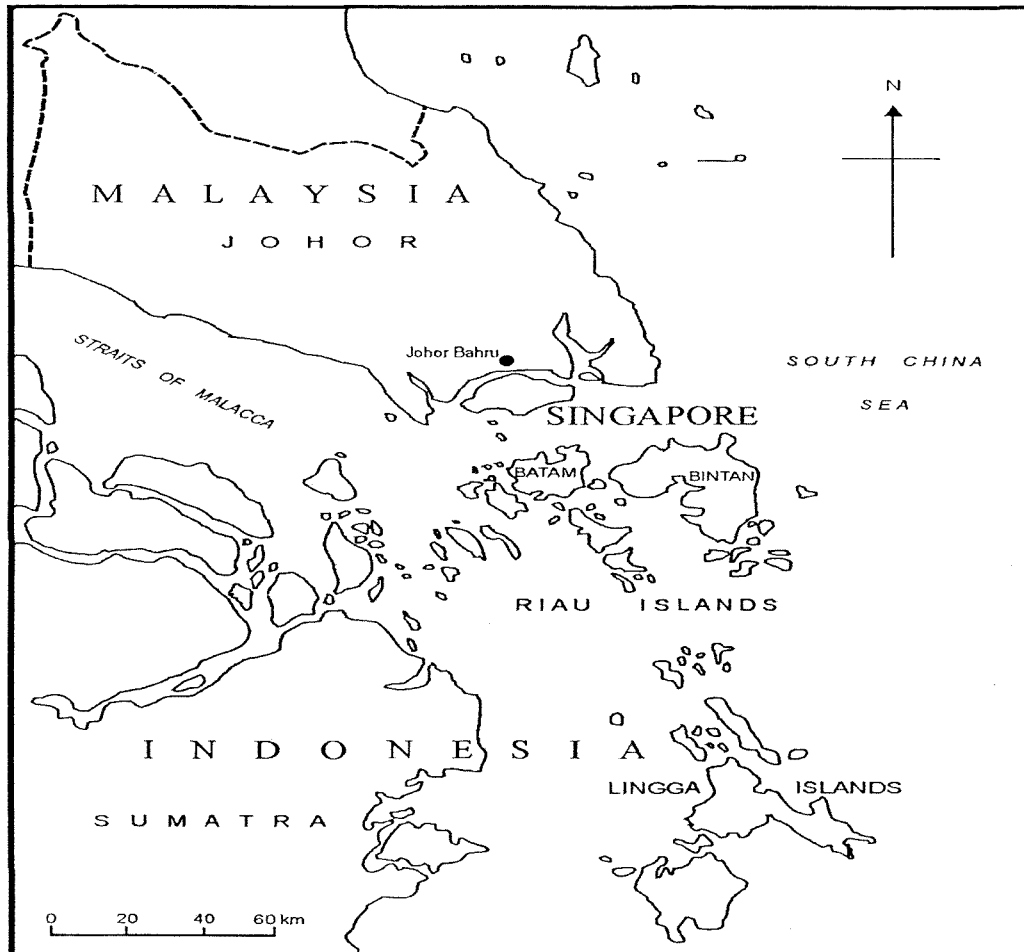 N
MALAYSIA
JOHOR
Johor Bahru
STRAITS OF MALACCA
SOUTH CHINA
SEA
SINGAPORE
BATAM
BINTAN
RIAU ISLANDS
INDONESIA
LINGGA ISLANDS
SUMATRA
0 20 40 60 km